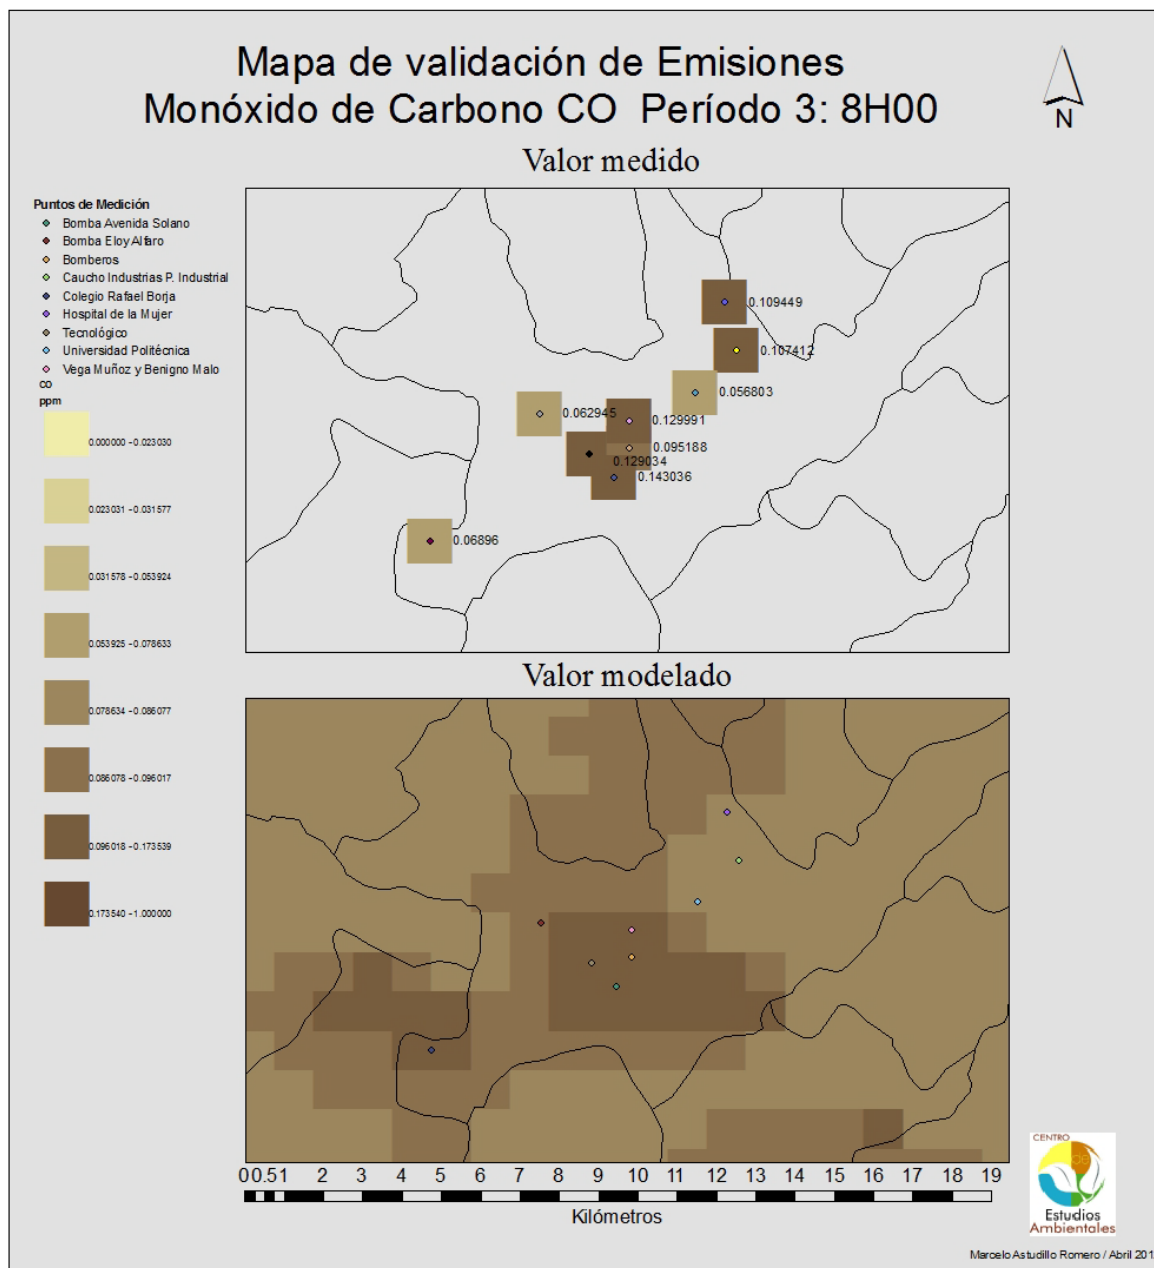 Mapa de validación de Emisiones
Monóxido de Carbono CO Período 3: 8H00
N
Valor medido
Puntos de Medición
Bomba Avenida Solano
Bomba Eloy Alfaro
Bomberos
Caucho Industrias P. Industrial
Colegio Rafael Borja
Hospital de la Mujer
Tecnológico
Universidad Politécnica
Vega Muñoz y Benigno Malo
CO
ppm
0.000000 - 0.023030
0.023031 - 0.031577
0.031578 - 0.053924
0.053925 - 0.078633
0.078634 - 0.086077
0.086078 - 0.096017
0.096018 - 0.173539
0.173540 - 1.000000
0.109449
0.107412
0.056803
0.062945
0.129991
0.095188
0.129034
0.143036
0.06896
Valor modelado
0 0.5 1 2 3 4 5 6 7 8 9 10 11 12 13 14 15 16 17 18 19
Kilómetros
CENTRO
de
Estudios
Ambientales
Marcelo Astudillo Romero / Abril 201